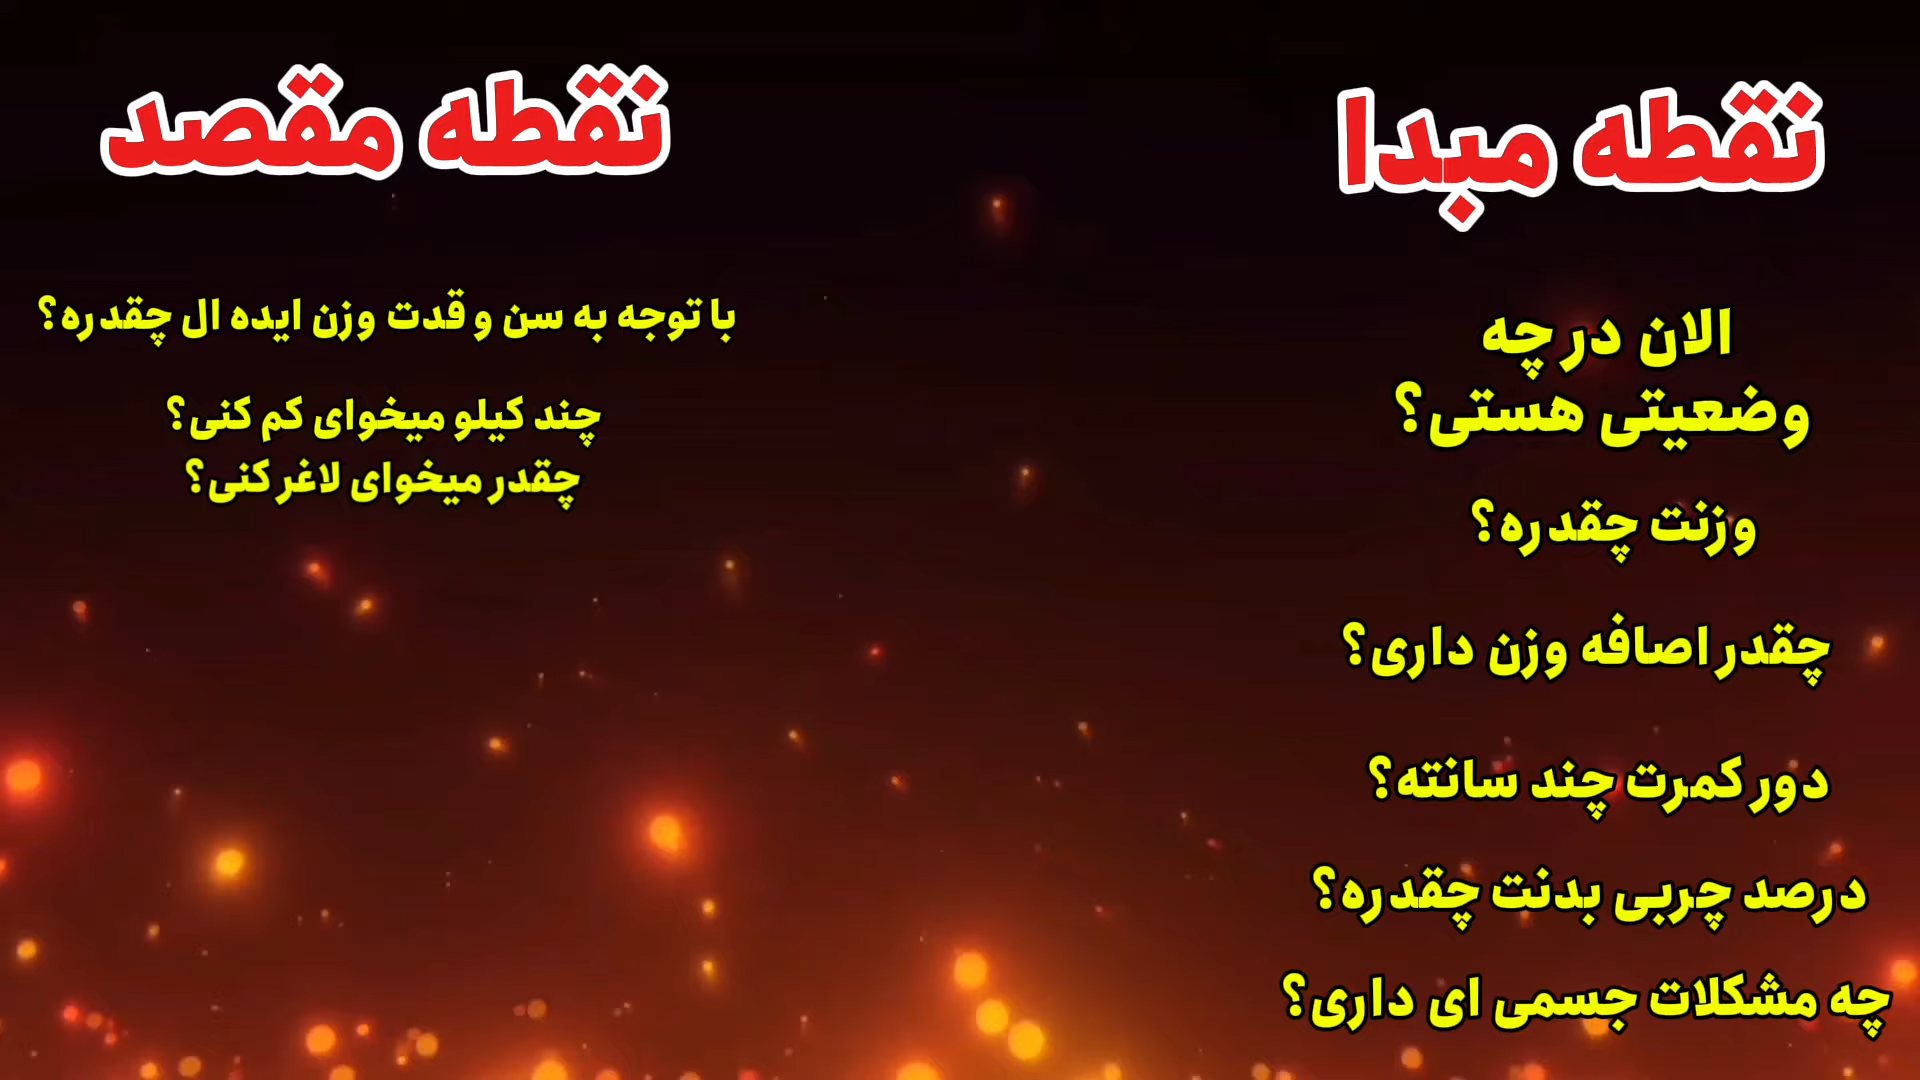 نقطه مبدا
الان در چه
وضعیتی هستی؟
وزنت چقدره؟
چقدر اصافه وزن داری؟
دور کمرت چند سانته؟
درصد چربی بدنت چقدره؟
چه مشکلات جسمی ای داری؟
نقطه مقصد
با توجه به سن و قدت وزن ایده ال چقدره؟
چند کیلو میخوای کم کنی؟
چقدر میخوای لاغر کنی؟